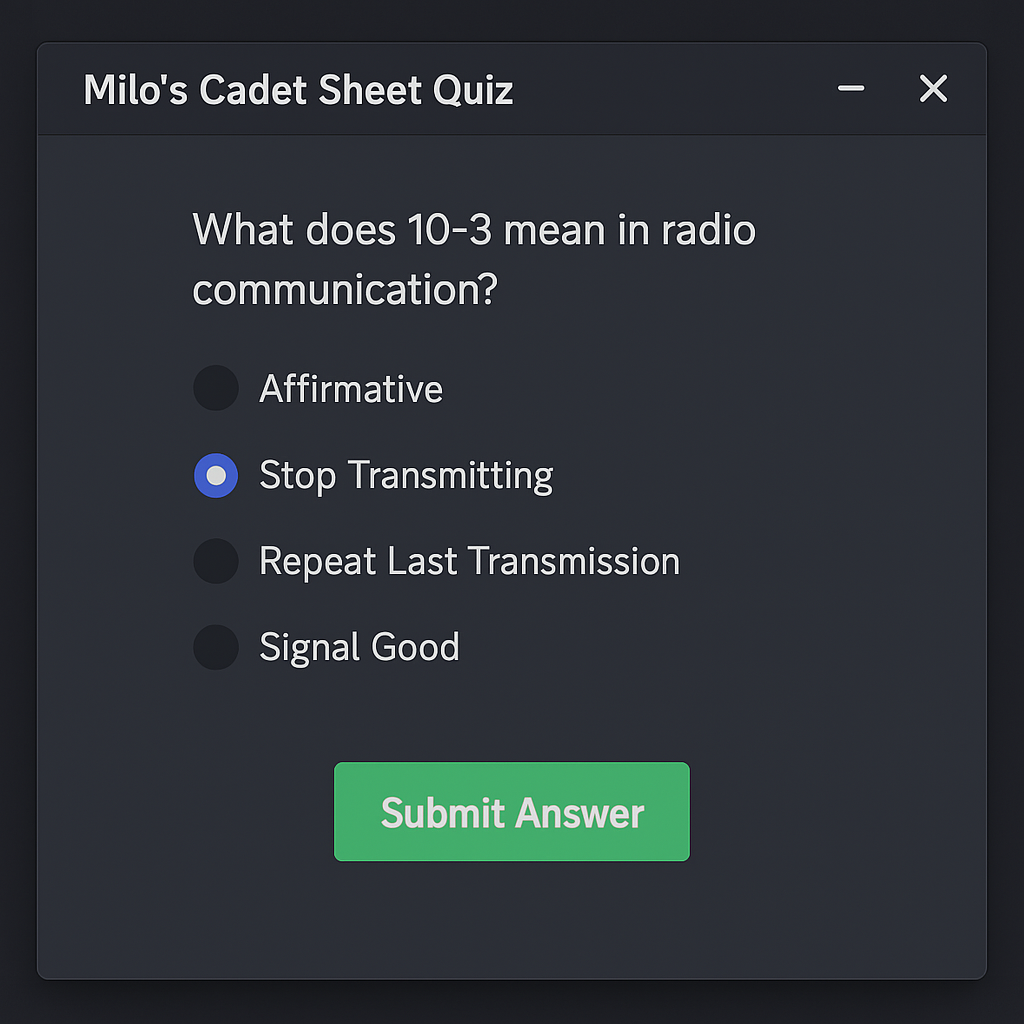 Milo's Cadet Sheet Quiz
What does 10-3 mean in radio
communication?
Affirmative
Stop Transmitting
Repeat Last Transmission
Signal Good
Submit Answer